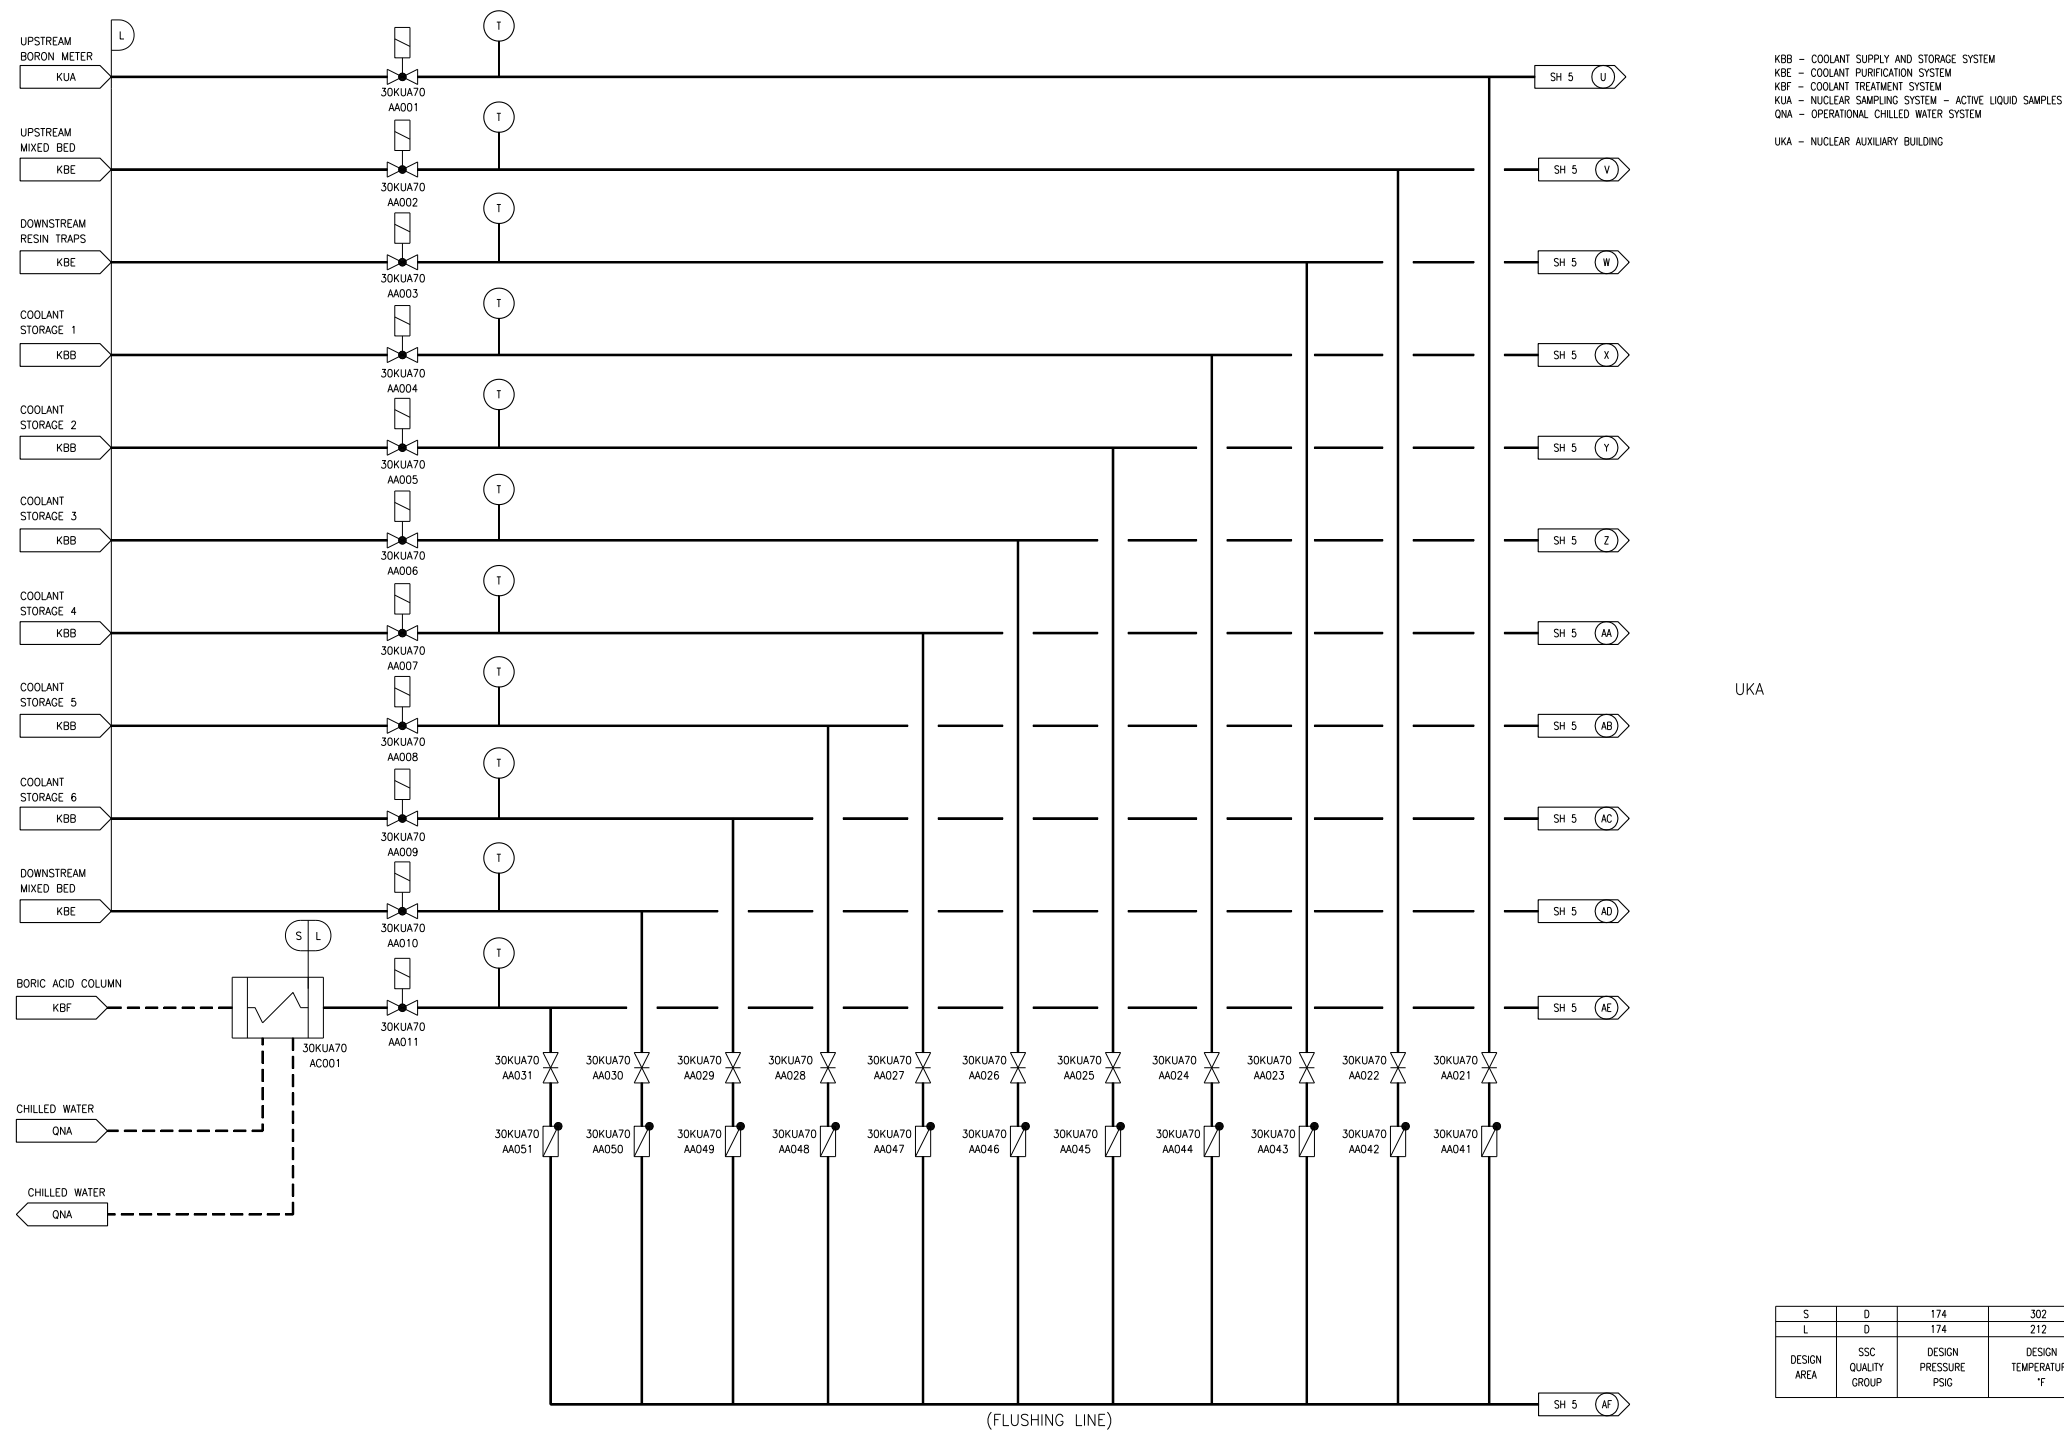 L
T
UPSTREAM
BORON METER
KUA
30KUA70
AA001
SH 5 U
KBB – COOLANT SUPPLY AND STORAGE SYSTEM
KBE – COOLANT PURIFICATION SYSTEM
KBF – COOLANT TREATMENT SYSTEM
KUA – NUCLEAR SAMPLING SYSTEM – ACTIVE LIQUID SAMPLES
QNA – OPERATIONAL CHILLED WATER SYSTEM
UKA – NUCLEAR AUXILIARY BUILDING
T
UPSTREAM
MIXED BED
KBE
30KUA70
AA002
SH 5 V
T
DOWNSTREAM
RESIN TRAPS
KBE
30KUA70
AA003
SH 5 W
T
COOLANT
STORAGE 1
KBB
30KUA70
AA004
SH 5 X
T
COOLANT
STORAGE 2
KBB
30KUA70
AA005
SH 5 Y
T
COOLANT
STORAGE 3
KBB
30KUA70
AA006
SH 5 Z
T
COOLANT
STORAGE 4
KBB
30KUA70
AA007
SH 5 AA
T
COOLANT
STORAGE 5
KBB
30KUA70
AA008
SH 5 AB
UKA
T
COOLANT
STORAGE 6
KBB
30KUA70
AA009
SH 5 AC
T
DOWNSTREAM
MIXED BED
KBE
30KUA70
AA010
SH 5 AD
S L
T
BORIC ACID COLUMN
KBF
30KUA70
AA011
SH 5 AE
30KUA70
AC001
30KUA70
AA031
30KUA70
AA030
30KUA70
AA029
30KUA70
AA028
30KUA70
AA027
30KUA70
AA026
30KUA70
AA025
30KUA70
AA024
30KUA70
AA023
30KUA70
AA022
30KUA70
AA021
CHILLED WATER
QNA
30KUA70
AA051
30KUA70
AA050
30KUA70
AA049
30KUA70
AA048
30KUA70
AA047
30KUA70
AA046
30KUA70
AA045
30KUA70
AA044
30KUA70
AA043
30KUA70
AA042
30KUA70
AA041
CHILLED WATER
QNA
(FLUSHING LINE)
SH 5 AF
S D 174 302
L D 174 212
DESIGN
AREA
SSC
QUALITY
GROUP
DESIGN
PRESSURE
PSIG
DESIGN
TEMPERATUR
°F